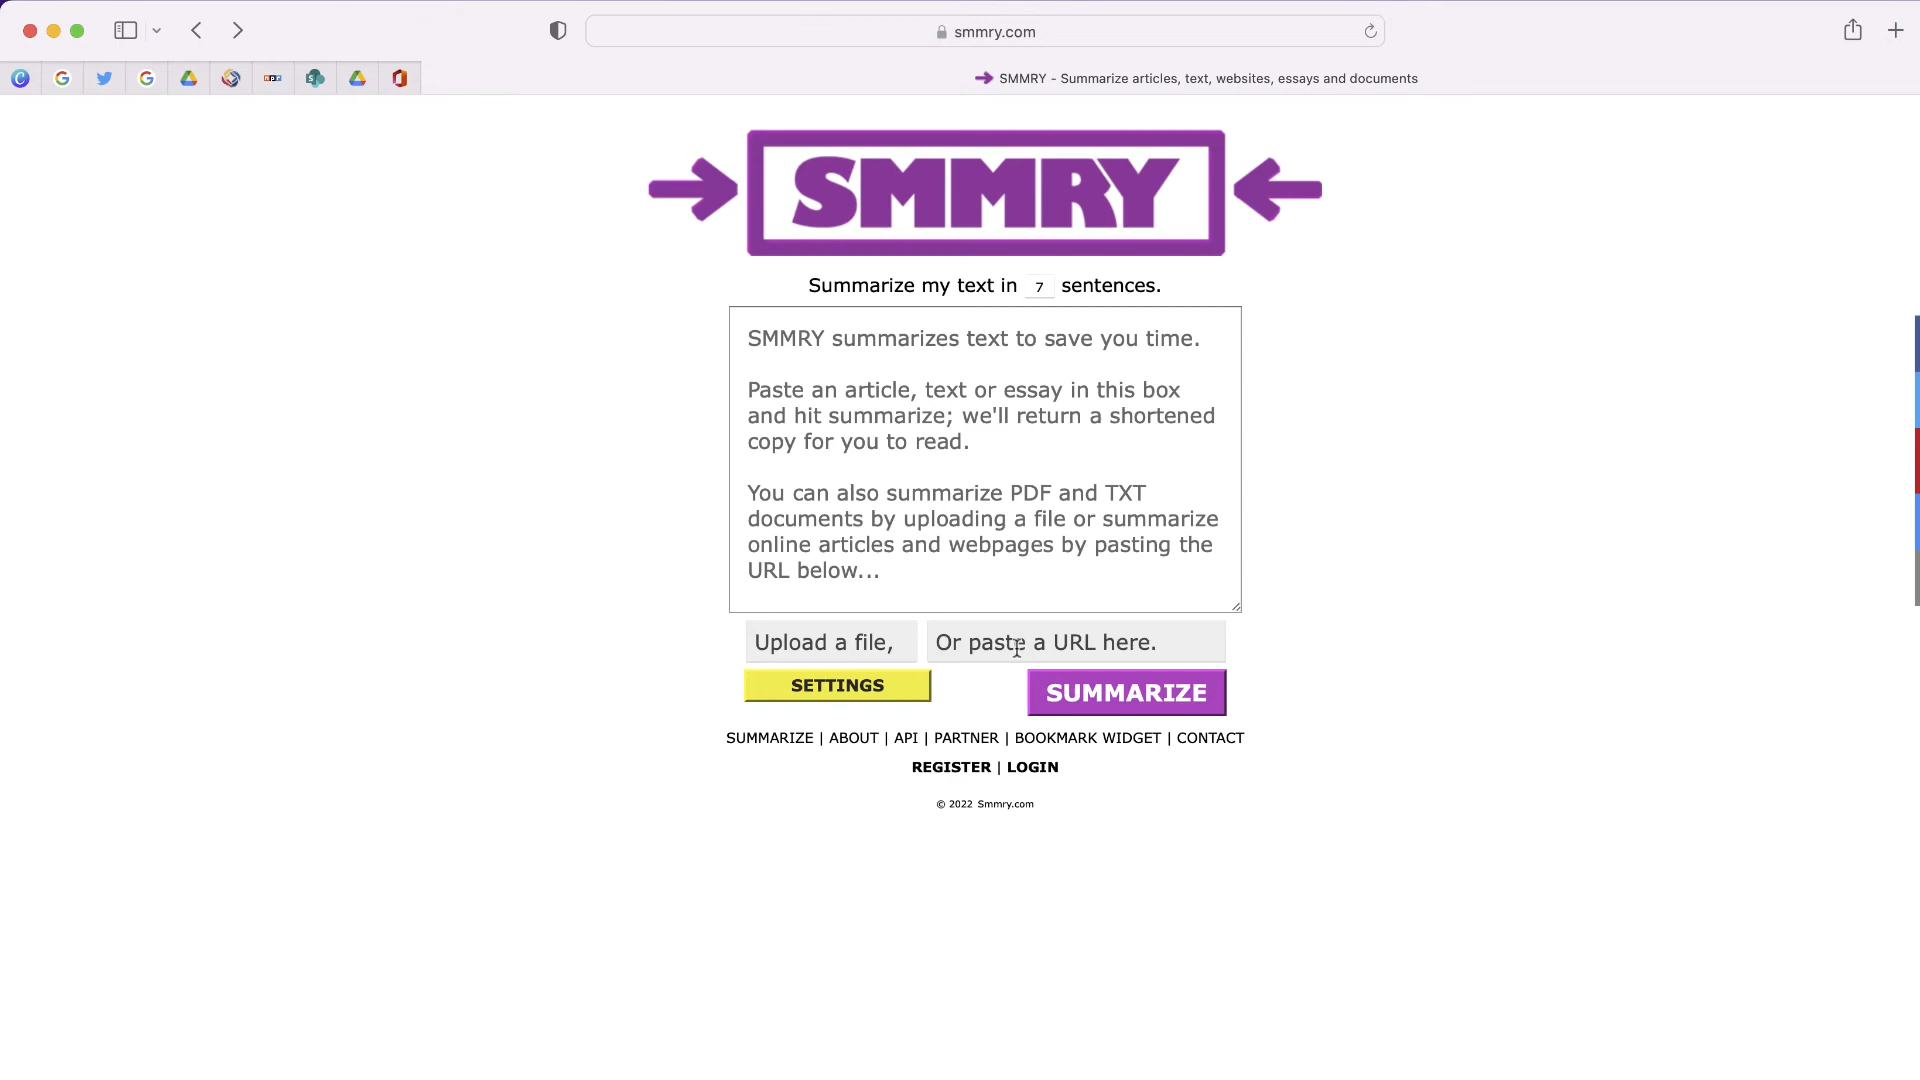 smmry.com
SMMRY - Summarize articles, text, websites, essays and documents
SMMRY
Summarize my text in 7 sentences.
SMMRY summarizes text to save you time.
Paste an article, text or essay in this box
and hit summarize; we'll return a shortened
copy for you to read.
You can also summarize PDF and TXT
documents by uploading a file or summarize
online articles and webpages by pasting the
URL below...
Upload a file, Or paste a URL here.
SETTINGS SUMMARIZE
SUMMARIZE | ABOUT | API | PARTNER | BOOKMARK WIDGET | CONTACT
REGISTER | LOGIN
© 2022 Smmry.com